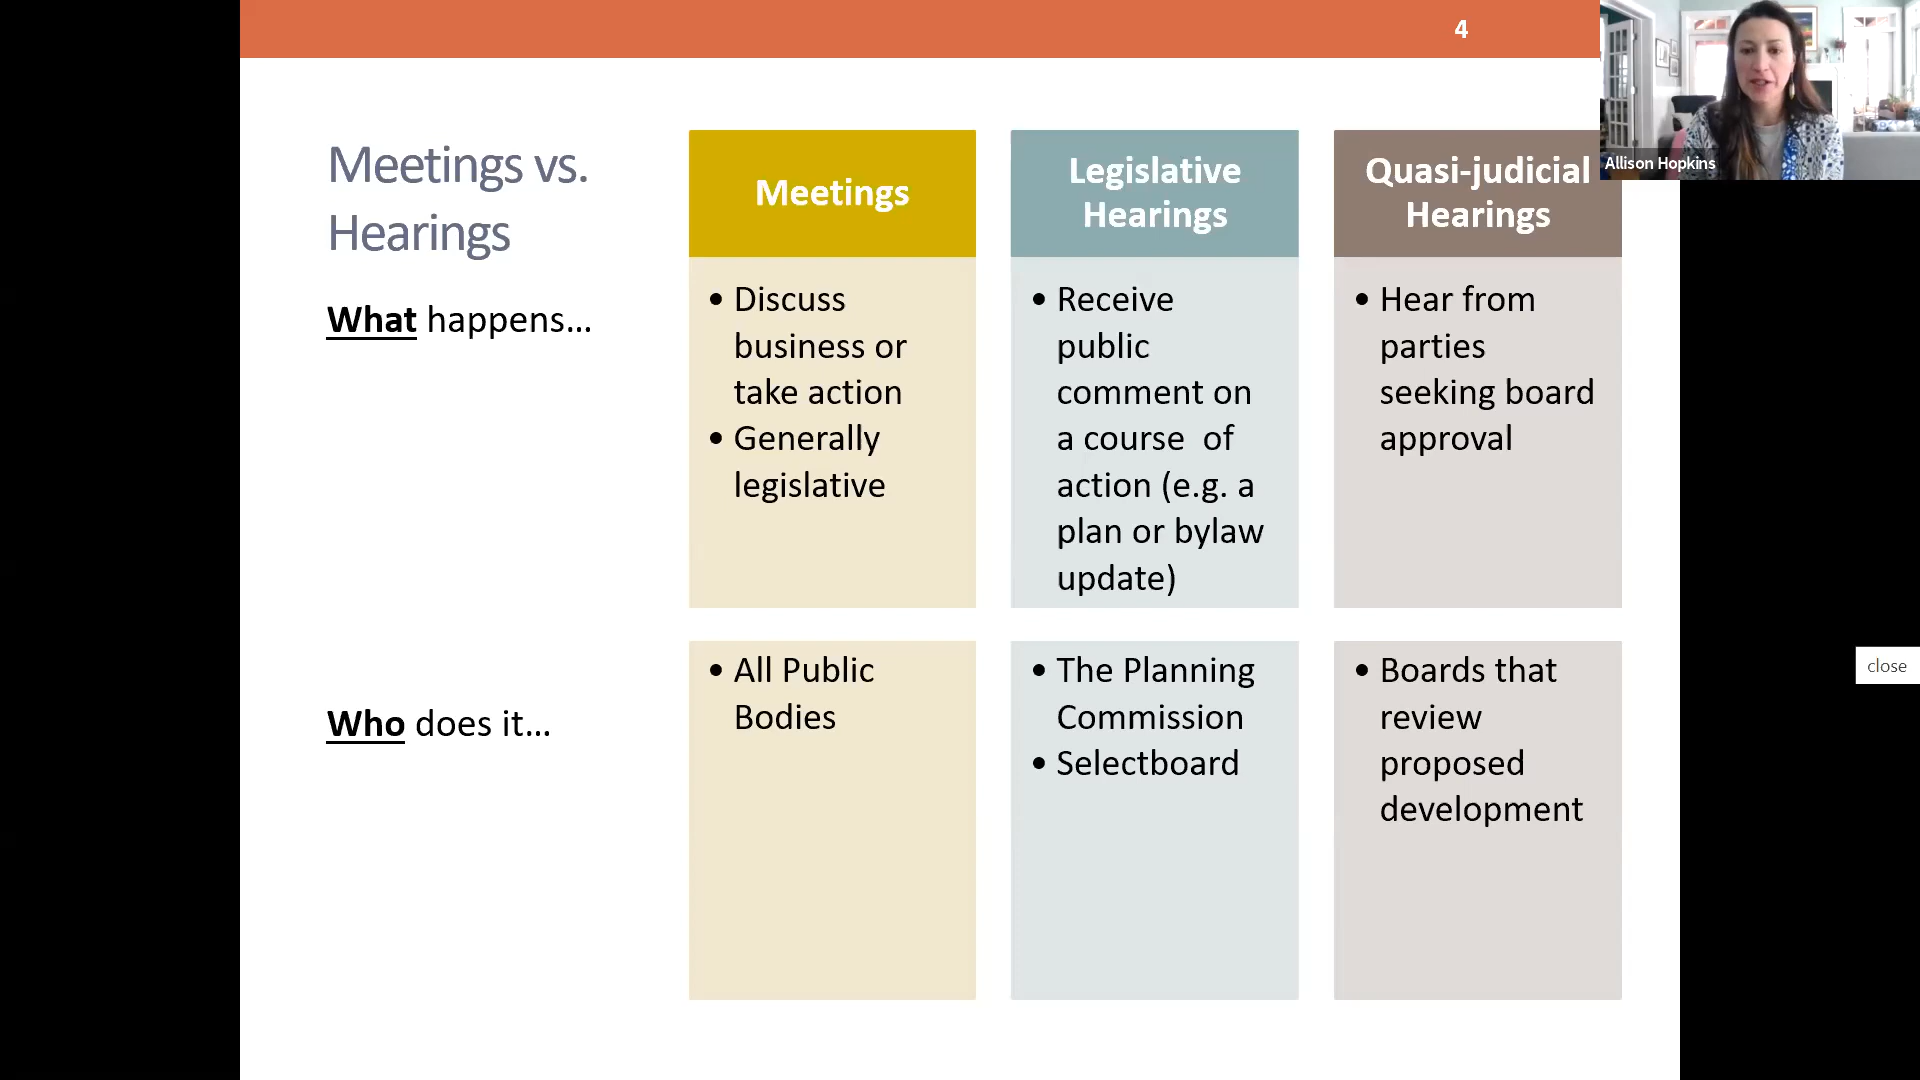 4
Allison Hopkins
Meetings vs.
Hearings
What happens...
Meetings
Legislative
Hearings
Quasi-judicial
Hearings
• Discuss
business or
take action
• Generally
legislative
• Receive
public
comment on
a course of
action (e.g. a
plan or bylaw
update)
• Hear from
parties
seeking board
approval
Who does it...
• All Public
Bodies
• The Planning
Commission
• Selectboard
• Boards that
review
proposed
development
close